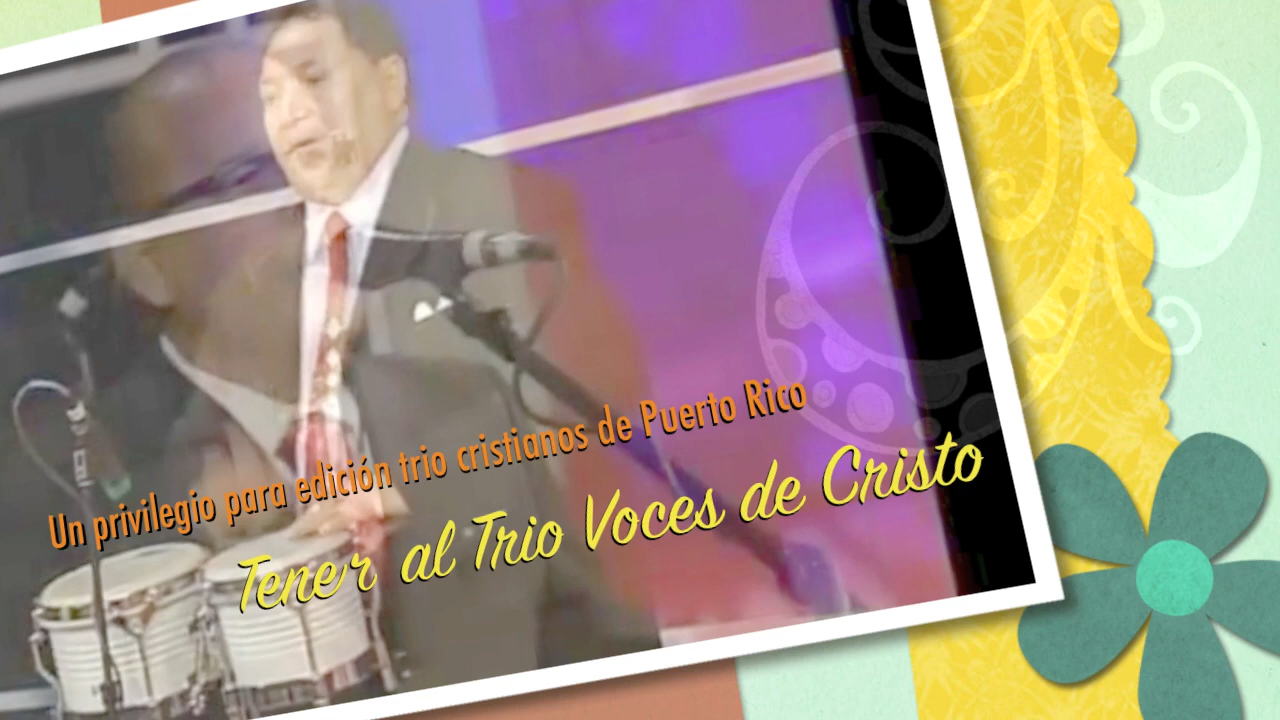 Un privilegio para edición trio cristianos de Puerto Rico
Tener al Trio Voces de Cristo